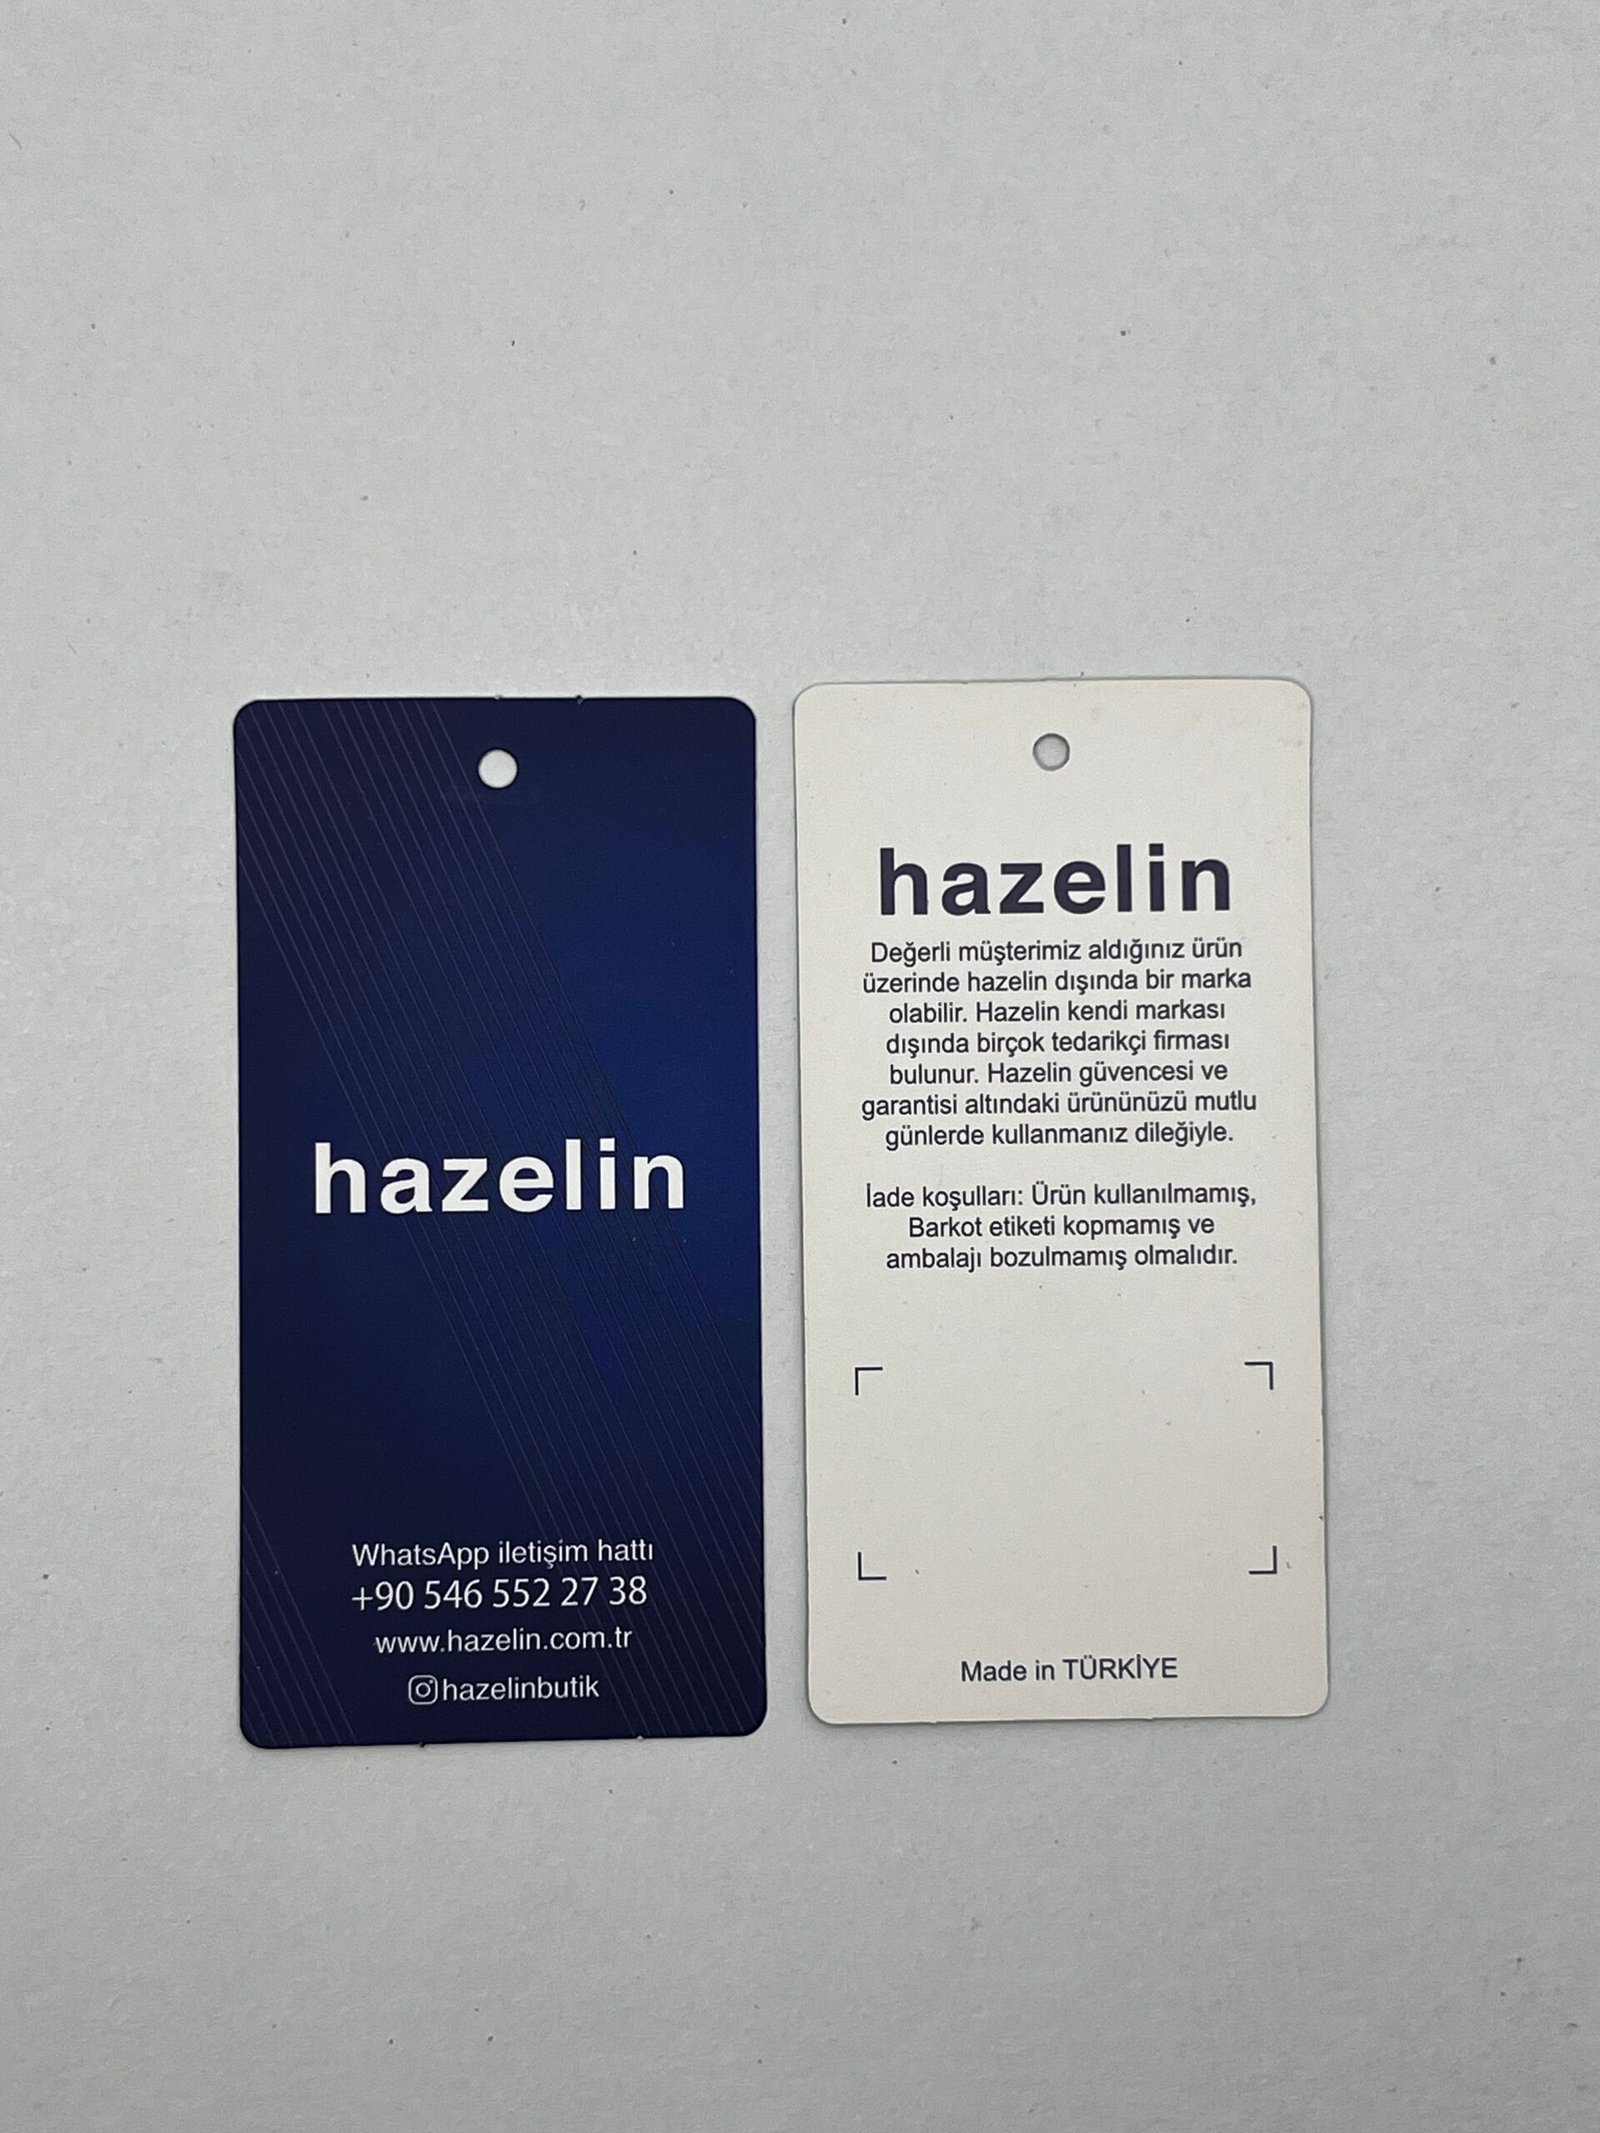 hazelin
WhatsApp iletişim hattı
+90 546 552 27 38
www.hazelin.com.tr
hazelinbutik
hazelin
Değerli müşterimiz aldığınız ürün
üzerinde hazelin dışında bir marka
olabilir. Hazelin kendi markası
dışında birçok tedarikçi firması
bulunur. Hazelin güvencesi ve
garantisi altındaki ürününüzü mutlu
günlerde kullanmanız dileğiyle.
İade koşulları: Ürün kullanılmamış,
Barkot etiketi kopmamış ve
ambalajı bozulmamış olmalıdır.
Made in TÜRKİYE